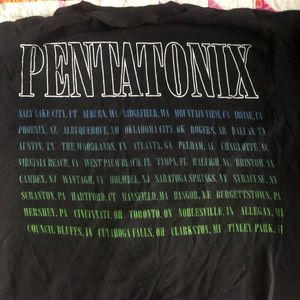 PENTATONIX
SALT LAKE CITY, UT AUBURN, WA RIDGEFIELD, WA MOUNTAIN VIEW, CA IRVINE, CA
PHOENIX, AZ ALBUQUERQUE, NM OKLAHOMA CITY, OK ROGERS, AR DALLAS, TX
AUSTIN, TX THE WOODLANDS, TX ATLANTA, GA PELHAM, AL CHARLOTTE, NC
VIRGINIA BEACH, VA WEST PALM BEACH, FL TAMPA, FL RALEIGH, NC BRISTOW, VA
CAMDEN, NJ WANTAGH, NY HOLMDEL, NJ SARATOGA SPRINGS, NY SYRACUSE, NY
SCRANTON, PA HARTFORD, CT MANSFIELD, MA BANGOR, ME BURGETTSTOWN, PA
HERSHEY, PA CINCINNATI, OH TORONTO, ON NOBLESVILLE, IN ALLEGAN, MI
COUNCIL BLUFFS, IA CUYAHOGA FALLS, OH CLARKSTON, MI TINLEY PARK, IL